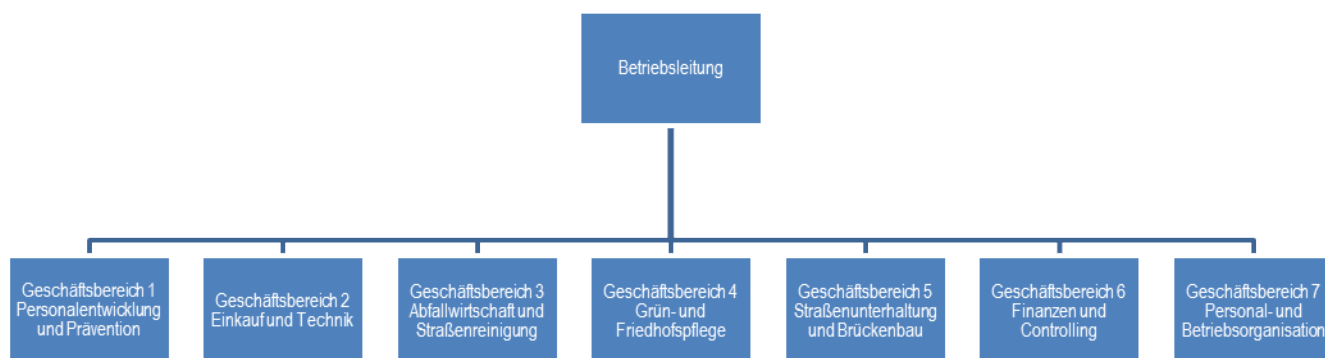 Betriebsleitung
Geschäftsbereich 1
Personalentwicklung
und Prävention
Geschäftsbereich 2
Einkauf und Technik
Geschäftsbereich 3
Abfallwirtschaft und
Straßenreinigung
Geschäftsbereich 4
Grün- und
Friedhofspflege
Geschäftsbereich 5
Straßenunterhaltung
und Brückenbau
Geschäftsbereich 6
Finanzen und
Controlling
Geschäftsbereich 7
Personal- und
Betriebsorganisation